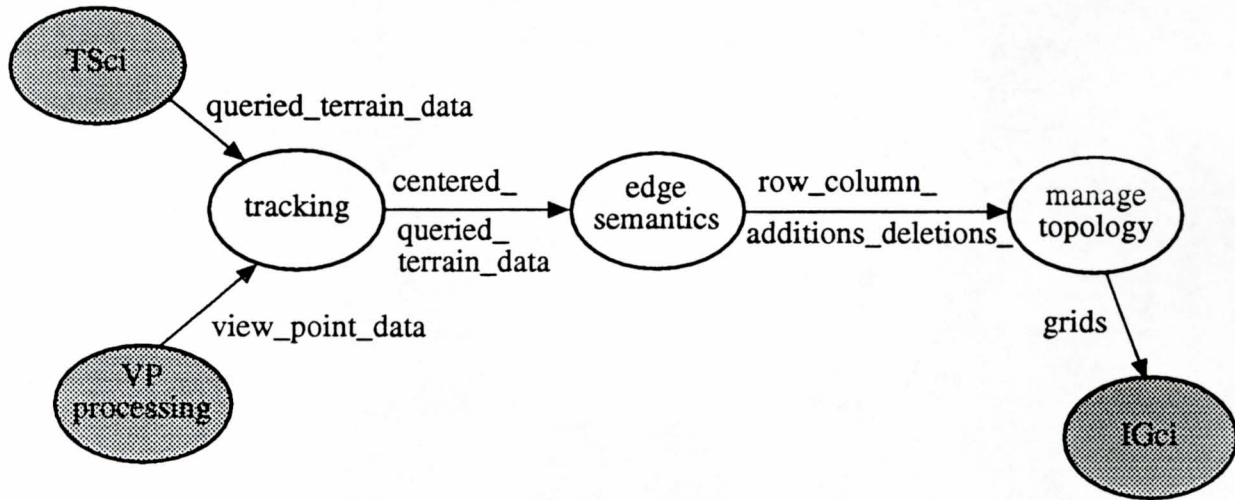 TSci
queried_terrain_data
tracking
centered_
queried_
terrain_data
edge
semantics
row_column_
additions_deletions_
manage
topology
view_point_data
VP
processing
grids
IGci